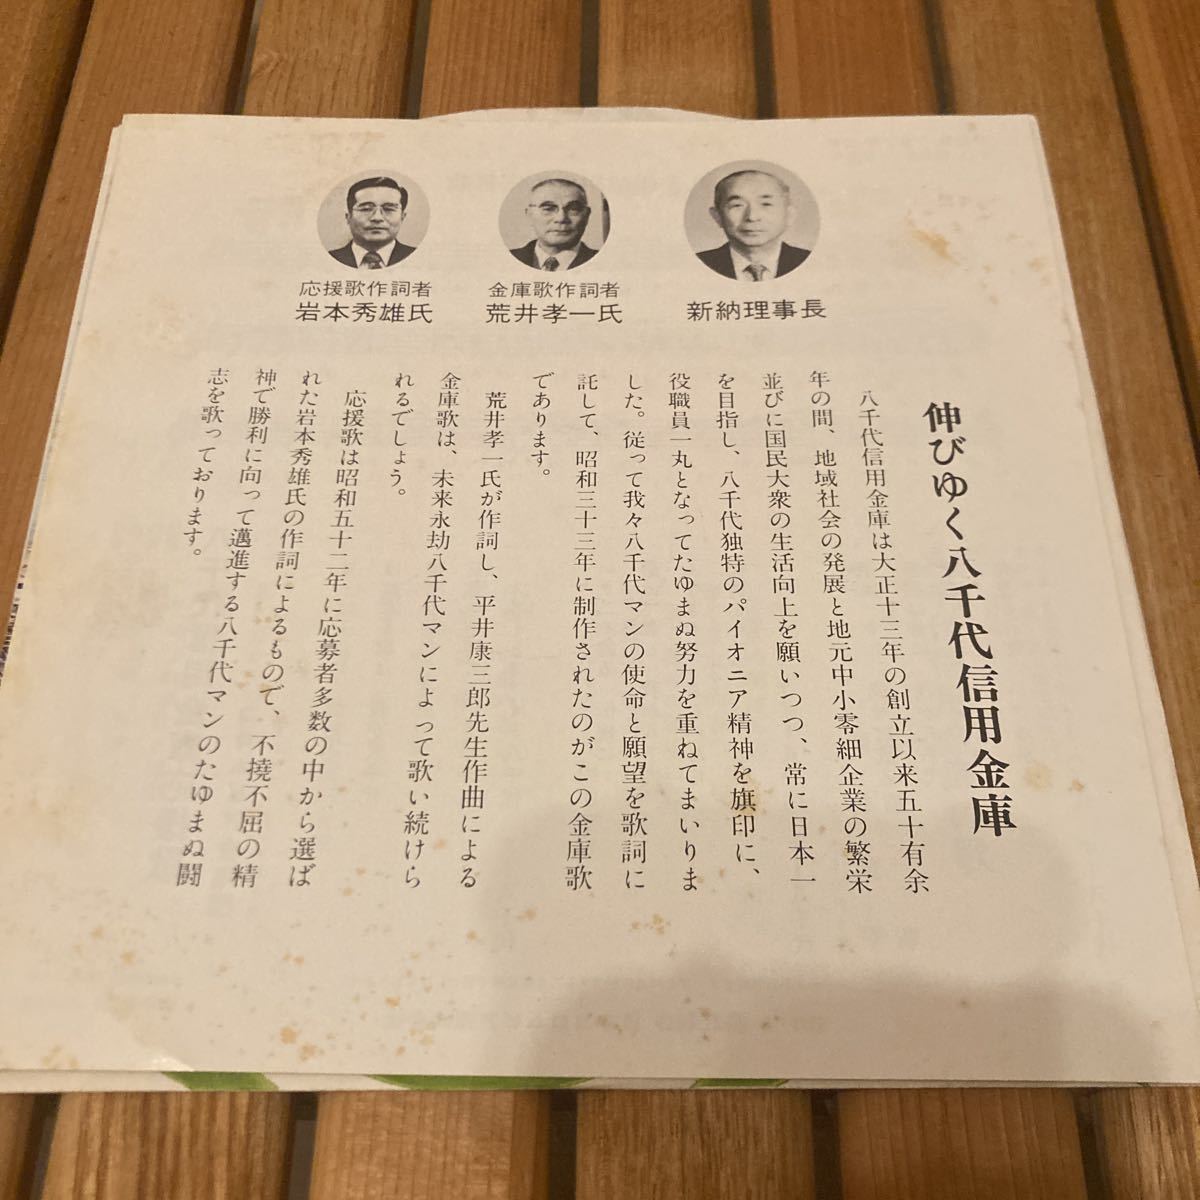 新納理事長
金庫歌作詞者
荒井孝一氏
応援歌作詞者
岩本秀雄氏
伸びゆく八千代信用金庫
八千代信用金庫は大正十三年の創立以来五十有余
年の間、地域社会の発展と地元中小零細企業の繁栄
並びに国民大衆の生活向上を願いつつ、常に日本一
を目指し、八千代独特のパイオニア精神を旗印に、
役職員一丸となってたゆまぬ努力を重ねてまいりま
した。従って我々八千代マンの使命と願望を歌詞に
託して、昭和三十三年に制作されたのがこの金庫歌
であります。
荒井孝一氏が作詞し、平井康三郎先生作曲による
金庫歌は、未来永劫八千代マンによって歌い続けら
れるでしょう。
応援歌は昭和五十二年に応募者多数の中から選ば
れた岩本秀雄氏の作詞によるもので、不撓不屈の精
神で勝利に向って邁進する八千代マンのたゆまぬ闘
志を歌っております。